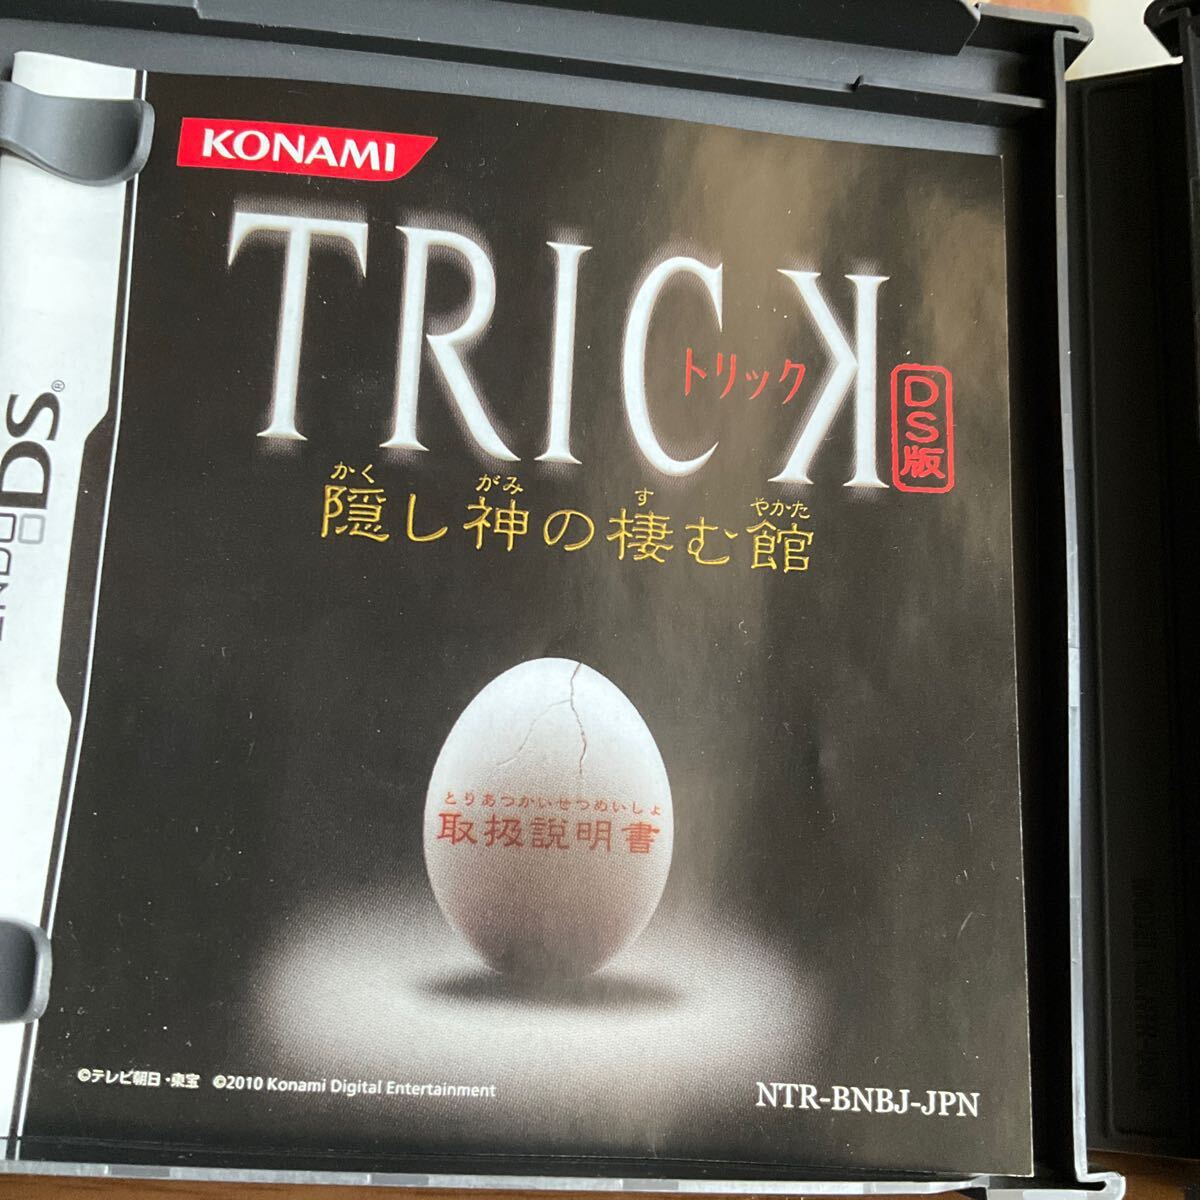 KONAMI
TRICK
トリック
DS版
かく がみ す やかた
隠し神の棲む館
とりあつかいせつめいしょ
取扱説明書
©テレビ朝日・東宝 ©2010 Konami Digital Entertainment
NTR-BNBJ-JPN
DS®